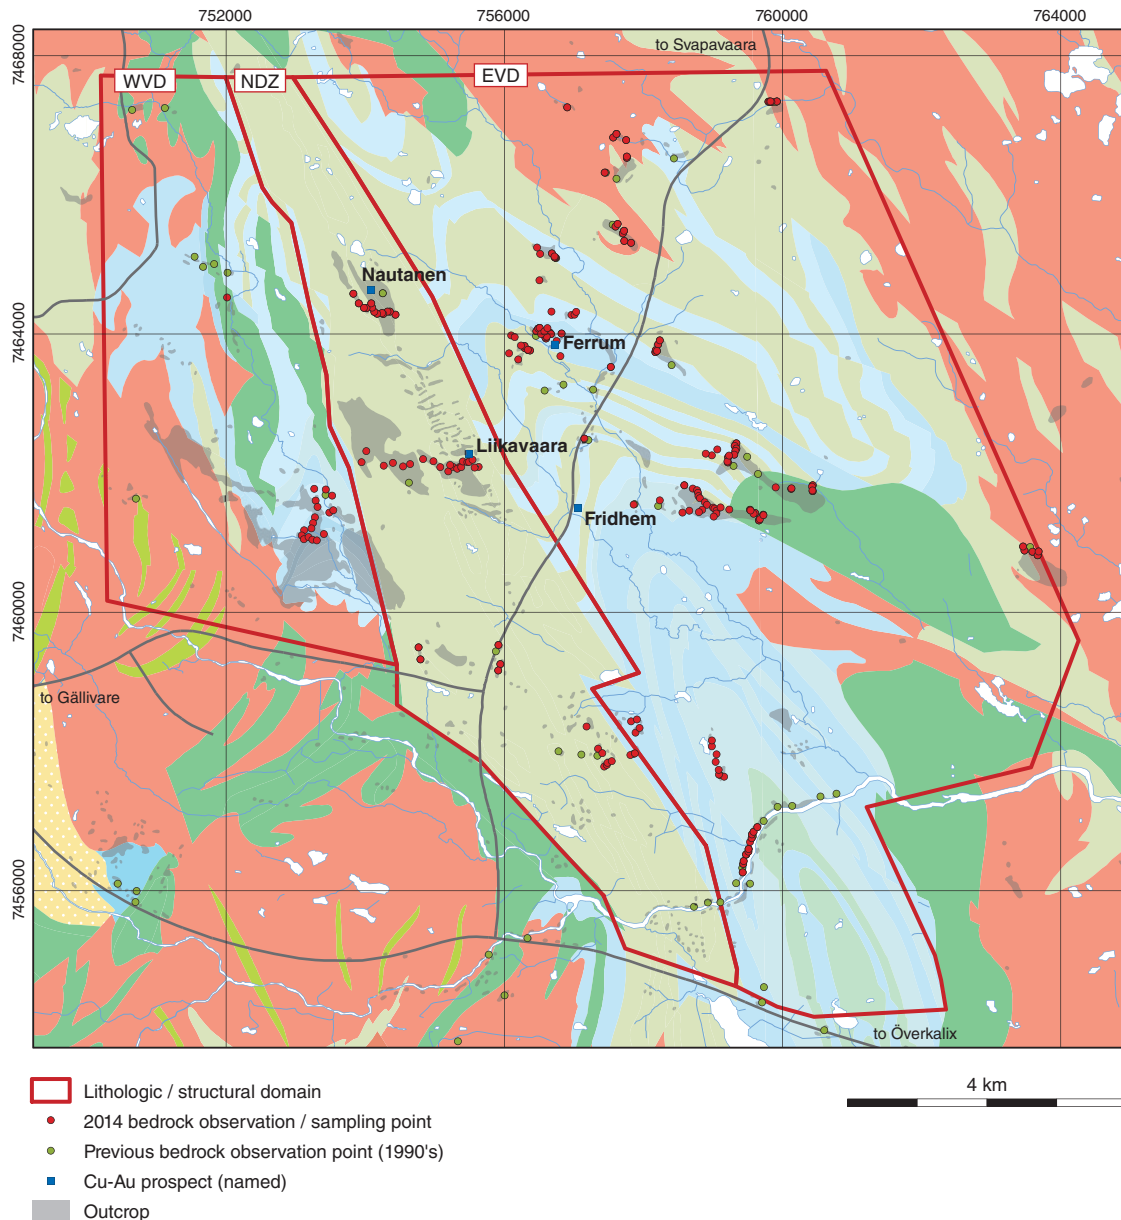 752000 756000 760000 764000
7468000
7464000
7460000
7456000
to Svapavaara
WVD NDZ EVD
Nautanen
Ferrum
Liikavaara
Fridhem
to Gällivare
to Överkalix
Lithologic / structural domain
2014 bedrock observation / sampling point
Previous bedrock observation point (1990's)
Cu-Au prospect (named)
Outcrop
4 km